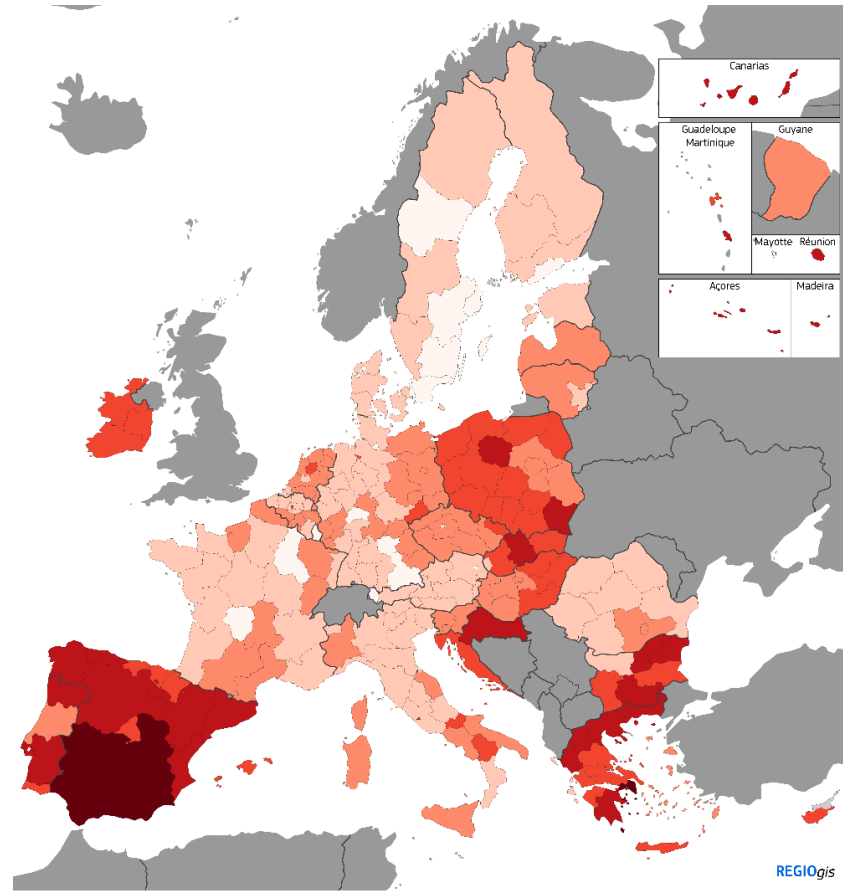 Canarias
Guadeloupe
Martinique
Guyane
Mayotte
Réunion
Açores
Madeira
REGIOgis